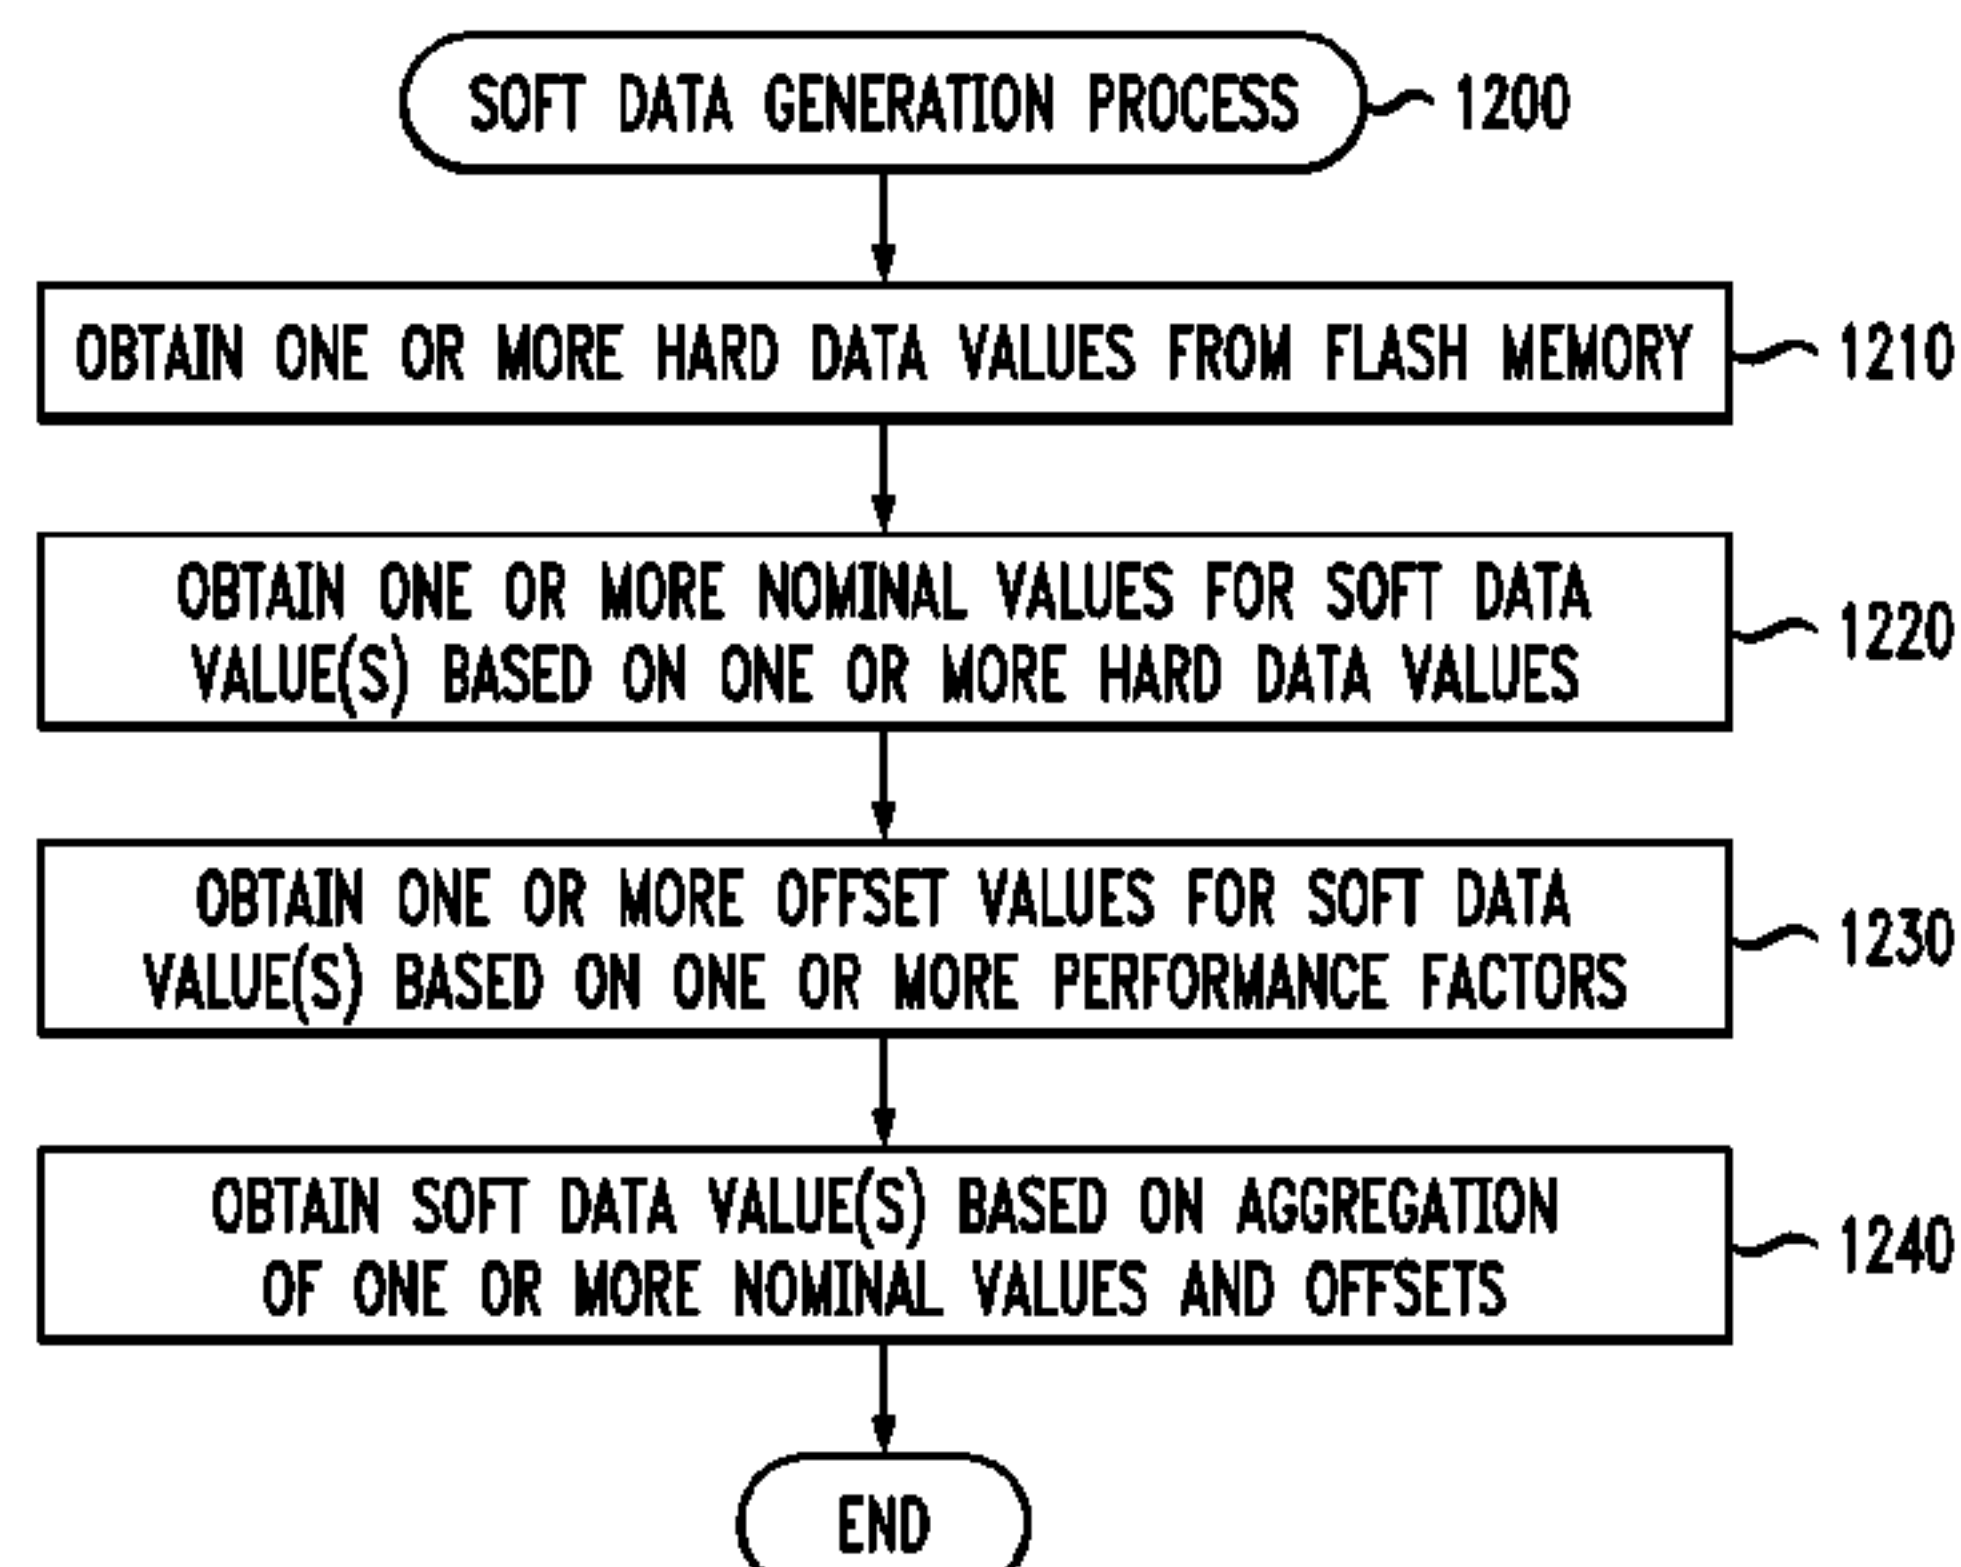 SOFT DATA GENERATION PROCESS
1200
OBTAIN ONE OR MORE HARD DATA VALUES FROM FLASH MEMORY
1210
OBTAIN ONE OR MORE NOMINAL VALUES FOR SOFT DATA
VALUE(S) BASED ON ONE OR MORE HARD DATA VALUES
1220
OBTAIN ONE OR MORE OFFSET VALUES FOR SOFT DATA
VALUE(S) BASED ON ONE OR MORE PERFORMANCE FACTORS
1230
OBTAIN SOFT DATA VALUE(S) BASED ON AGGREGATION
OF ONE OR MORE NOMINAL VALUES AND OFFSETS
1240
END